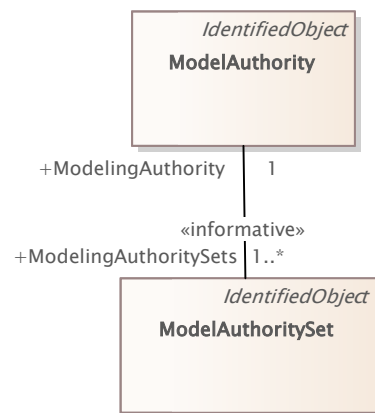 IdentifiedObject
ModelAuthority
+ModelingAuthority 1
«informative»
+ModelingAuthoritySets 1..*
IdentifiedObject
ModelAuthoritySet